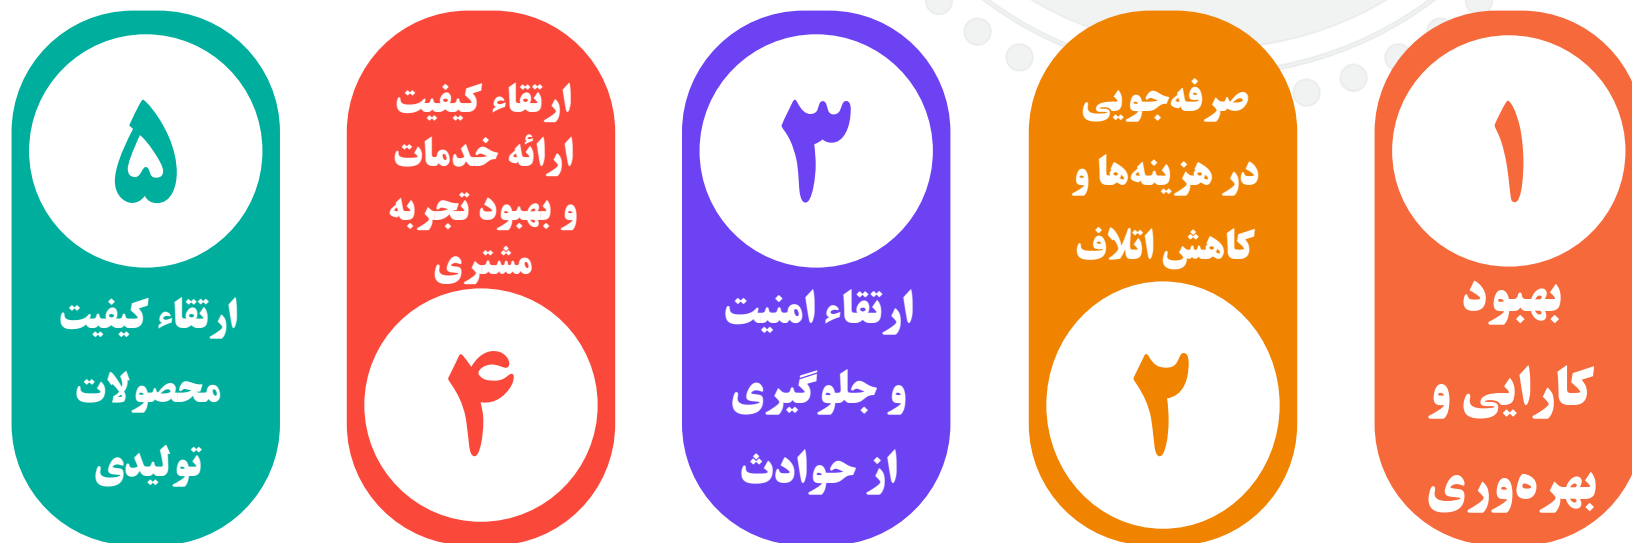 ۱
بهبود
کارایی و
بهره‌وری
صرفه‌جویی
در هزینه‌ها و
کاهش اتلاف
۲
۳
ارتقاء امنیت
و جلوگیری
از حوادث
ارتقاء کیفیت
ارائه خدمات
و بهبود تجربه
مشتری
۴
۵
ارتقاء کیفیت
محصولات
تولیدی